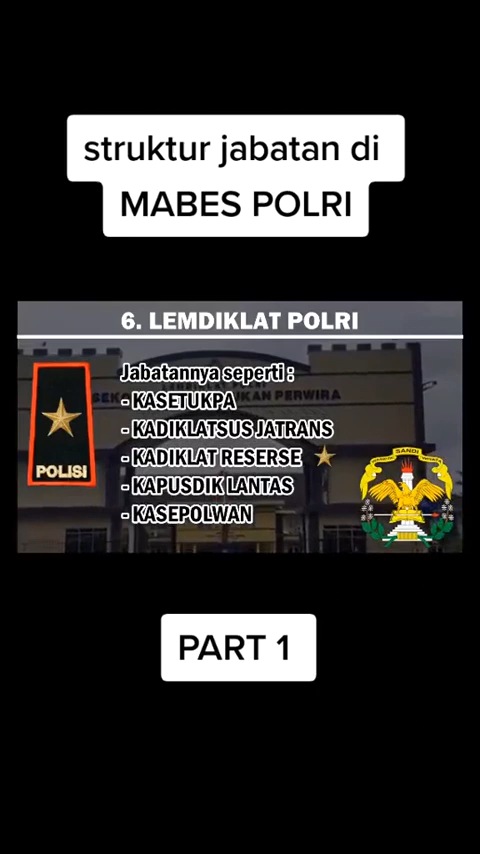 struktur jabatan di
MABES POLRI
6. LEMDIKLAT POLRI
Jabatannya seperti :
- KASETUKPA
- KADIKLATSUS JATRANS
- KADIKLAT RESERSE
- KAPUSDIK LANTAS
- KASEPOLWAN
POLISI
SANDI
PERWIRA
PART 1